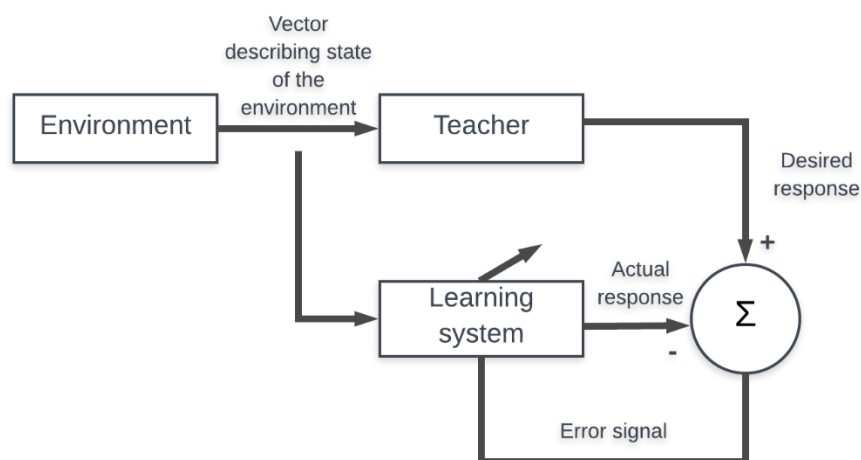 Vector
describing state
of the
environment
Environment
Teacher
Desired
response
+
Actual
response
Learning
system
Σ
-
Error signal